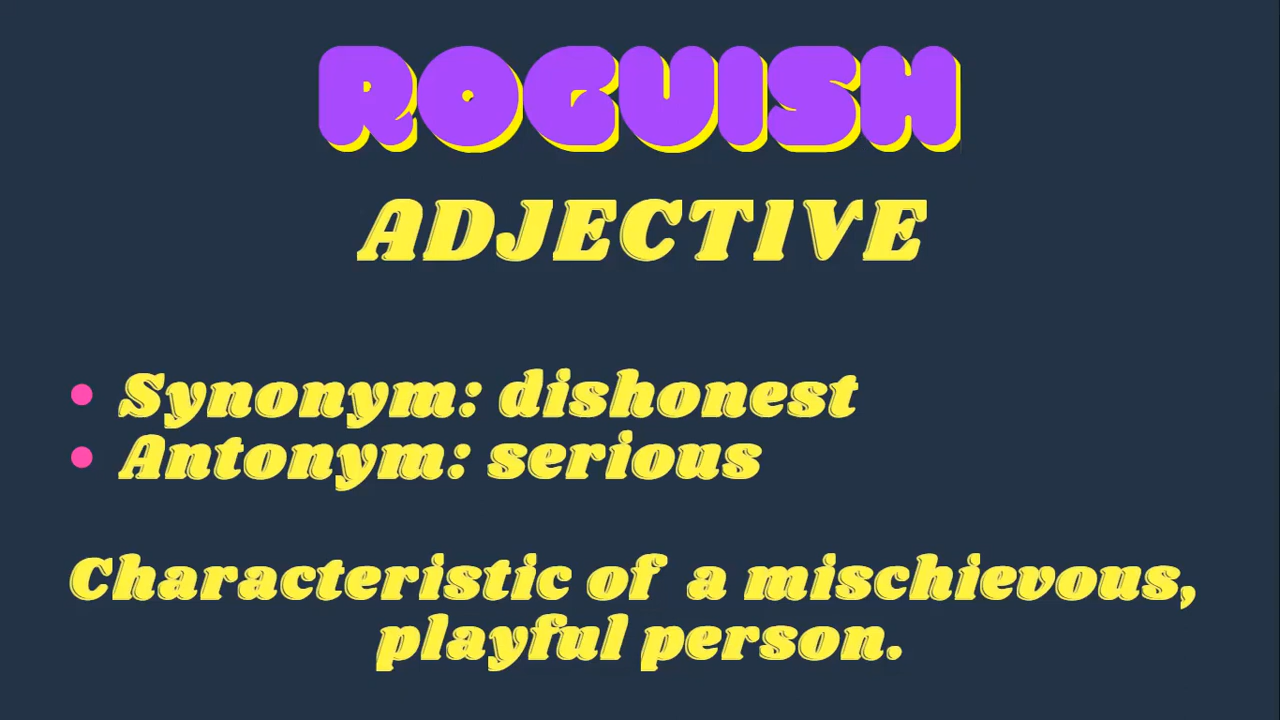 ROGUISH
ADJECTIVE
• Synonym: dishonest
• Antonym: serious
Characteristic of a mischievous,
playful person.